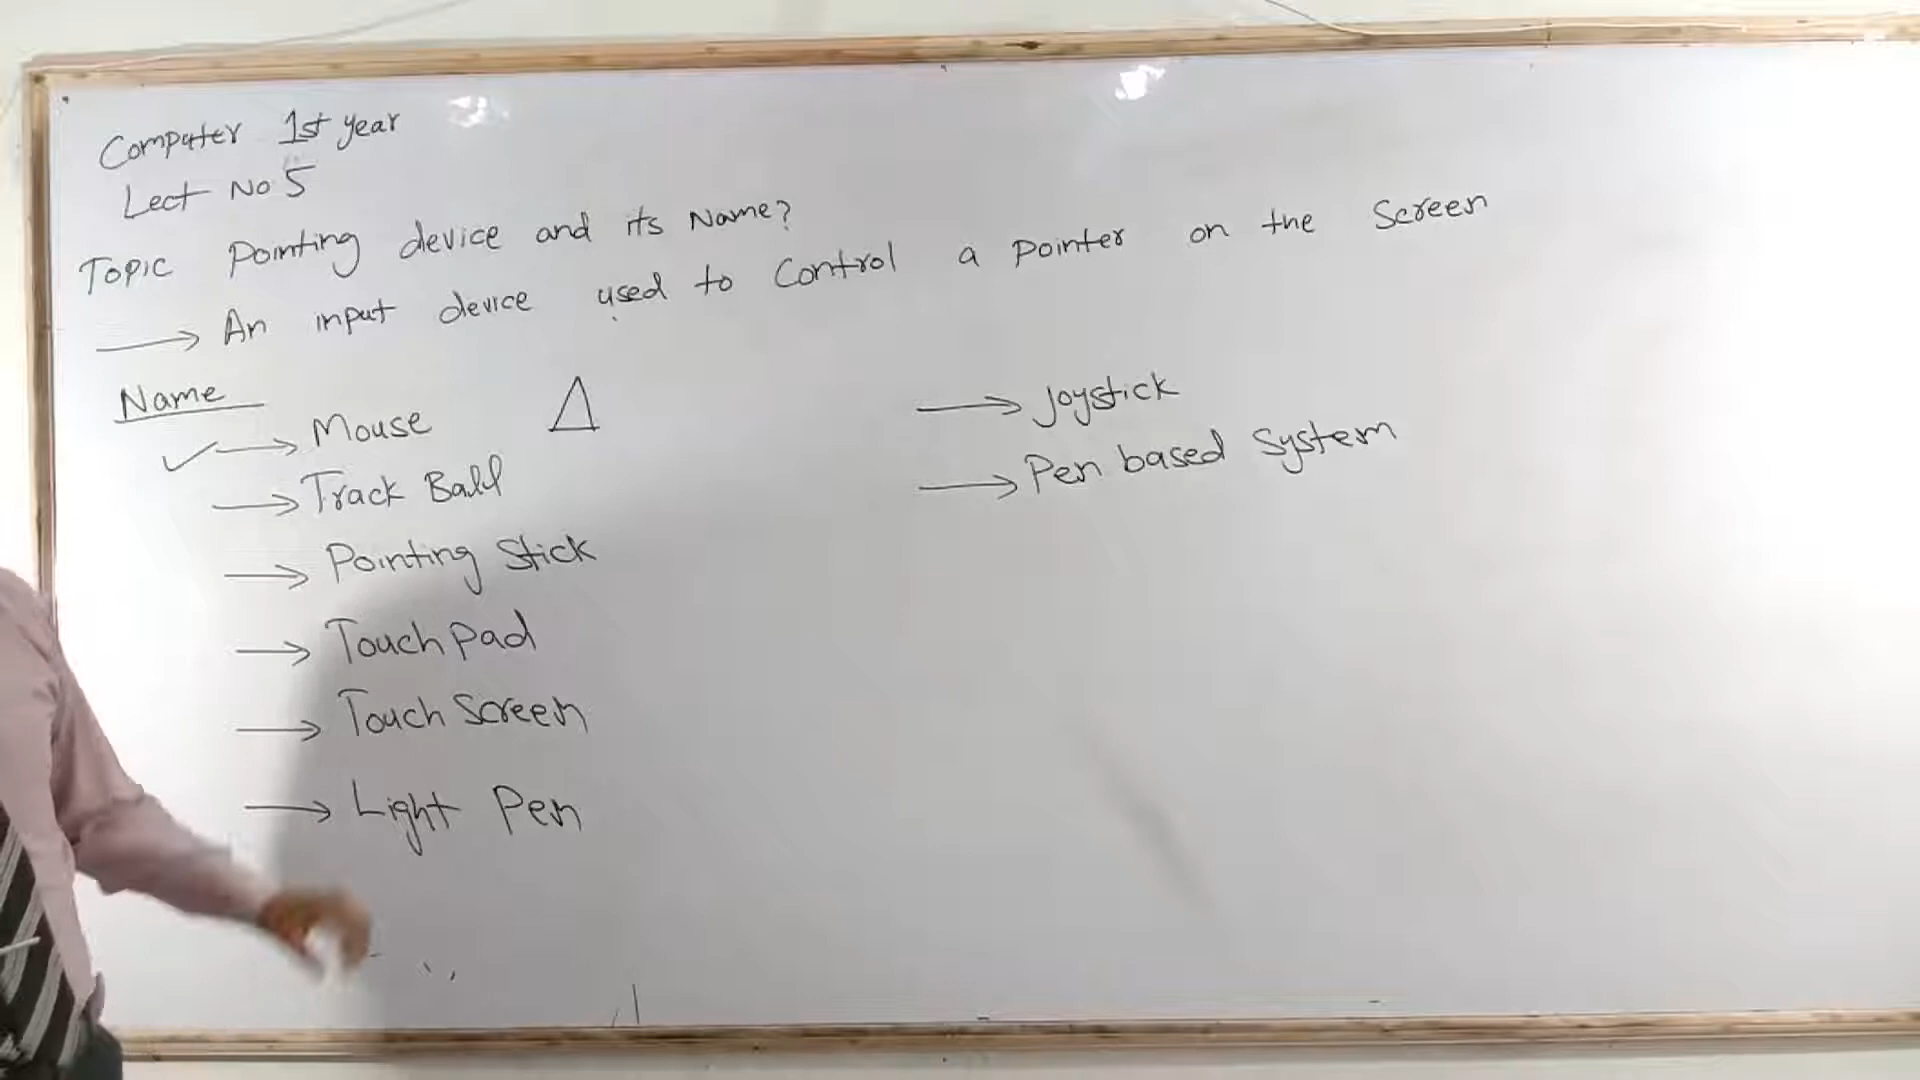 Computer 1st year
Lect No 5
Topic Pointing device and its Name?
→ An input device used to Control a pointer on the Screen
Name
✓→ Mouse
→ Track Ball
→ Pointing Stick
→ Touch pad
→ Touch Screen
→ Light Pen
→ Joystick
→ Pen based System